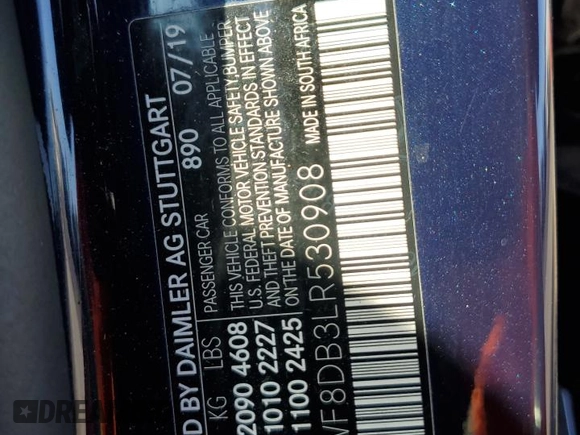 D BY DAIMLER AG STUTTGART
890 07/19
KG LBS PASSENGER CAR
2090 4608 THIS VEHICLE CONFORMS TO ALL APPLICABLE
U.S. FEDERAL MOTOR VEHICLE SAFETY, BUMPER
1010 2227 AND THEFT PREVENTION STANDARDS IN EFFECT
1100 2425 ON THE DATE OF MANUFACTURE SHOWN ABOVE
WF8DB3LR530908 MADE IN SOUTH AFRICA